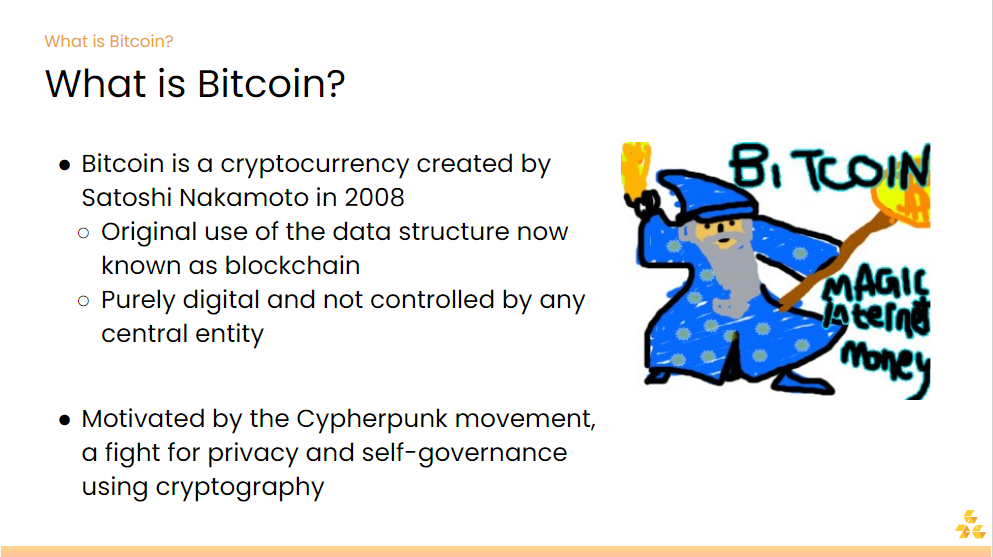 What is Bitcoin?
What is Bitcoin?
● Bitcoin is a cryptocurrency created by
Satoshi Nakamoto in 2008
○ Original use of the data structure now
known as blockchain
○ Purely digital and not controlled by any
central entity
● Motivated by the Cypherpunk movement,
a fight for privacy and self-governance
using cryptography
BiTCOIN
MAGIC
Internet
Money